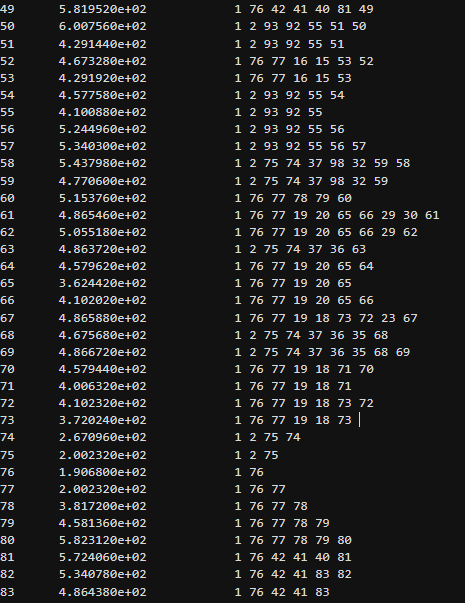 49 5.819520e+02 1 76 42 41 40 81 49
50 6.007560e+02 1 2 93 92 55 51 50
51 4.291440e+02 1 2 93 92 55 51
52 4.673280e+02 1 76 77 16 15 53 52
53 4.291920e+02 1 76 77 16 15 53
54 4.577580e+02 1 2 93 92 55 54
55 4.100880e+02 1 2 93 92 55
56 5.244960e+02 1 2 93 92 55 56
57 5.340300e+02 1 2 93 92 55 56 57
58 5.437980e+02 1 2 75 74 37 98 32 59 58
59 4.770600e+02 1 2 75 74 37 98 32 59
60 5.153760e+02 1 76 77 78 79 60
61 4.865460e+02 1 76 77 19 20 65 66 29 30 61
62 5.055180e+02 1 76 77 19 20 65 66 29 62
63 4.863720e+02 1 2 75 74 37 36 63
64 4.579620e+02 1 76 77 19 20 65 64
65 3.624420e+02 1 76 77 19 20 65
66 4.102020e+02 1 76 77 19 20 65 66
67 4.865880e+02 1 76 77 19 18 73 72 23 67
68 4.675680e+02 1 2 75 74 37 36 35 68
69 4.866720e+02 1 2 75 74 37 36 35 68 69
70 4.579440e+02 1 76 77 19 18 71 70
71 4.006320e+02 1 76 77 19 18 71
72 4.102320e+02 1 76 77 19 18 73 72
73 3.720240e+02 1 76 77 19 18 73
74 2.670960e+02 1 2 75 74
75 2.002320e+02 1 2 75
76 1.906800e+02 1 76
77 2.002320e+02 1 76 77
78 3.817200e+02 1 76 77 78
79 4.581360e+02 1 76 77 78 79
80 5.823120e+02 1 76 77 78 79 80
81 5.724060e+02 1 76 42 41 40 81
82 5.340780e+02 1 76 42 41 83 82
83 4.864380e+02 1 76 42 41 83